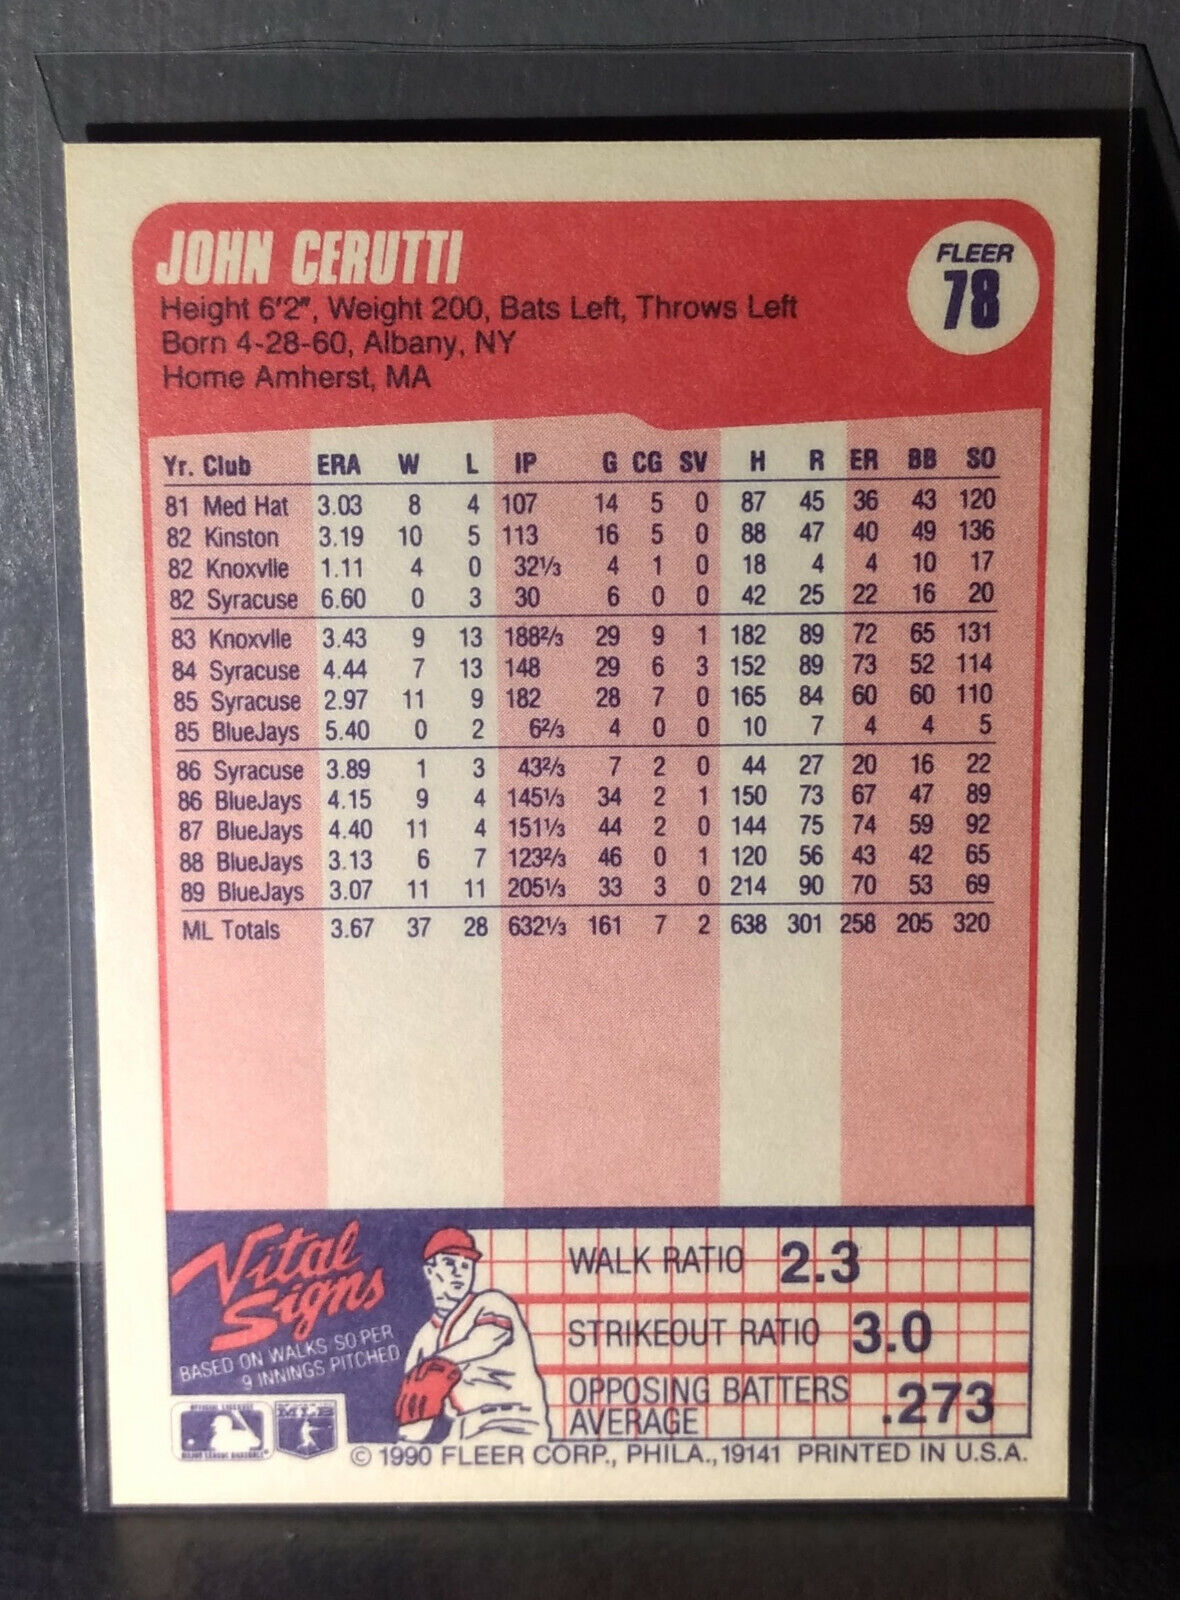 JOHN CERUTTI
Height 6'2", Weight 200, Bats Left, Throws Left
Born 4-28-60, Albany, NY
Home Amherst, MA
FLEER
78
Yr. Club ERA W L IP G CG SV H R ER BB SO
81 Med Hat 3.03 8 4 107 14 5 0 87 45 36 43 120
82 Kinston 3.19 10 5 113 16 5 0 88 47 40 49 136
82 Knoxvlle 1.11 4 0 32⅓ 4 1 0 18 4 4 10 17
82 Syracuse 6.60 0 3 30 6 0 0 42 25 22 16 20
83 Knoxvlle 3.43 9 13 188⅔ 29 9 1 182 89 72 65 131
84 Syracuse 4.44 7 13 148 29 6 3 152 89 73 52 114
85 Syracuse 2.97 11 9 182 28 7 0 165 84 60 60 110
85 BlueJays 5.40 0 2 6⅔ 4 0 0 10 7 4 4 5
86 Syracuse 3.89 1 3 43⅔ 7 2 0 44 27 20 16 22
86 BlueJays 4.15 9 4 145⅓ 34 2 1 150 73 67 47 89
87 BlueJays 4.40 11 4 151⅓ 44 2 0 144 75 74 59 92
88 BlueJays 3.13 6 7 123⅔ 46 0 1 120 56 43 42 65
89 BlueJays 3.07 11 11 205⅓ 33 3 0 214 90 70 53 69
ML Totals 3.67 37 28 632⅓ 161 7 2 638 301 258 205 320
Vital
Signs
BASED ON WALKS SO PER
9 INNINGS PITCHED
WALK RATIO 2.3
STRIKEOUT RATIO 3.0
OPPOSING BATTERS
AVERAGE .273
MLB
© 1990 FLEER CORP., PHILA., 19141 PRINTED IN U.S.A.